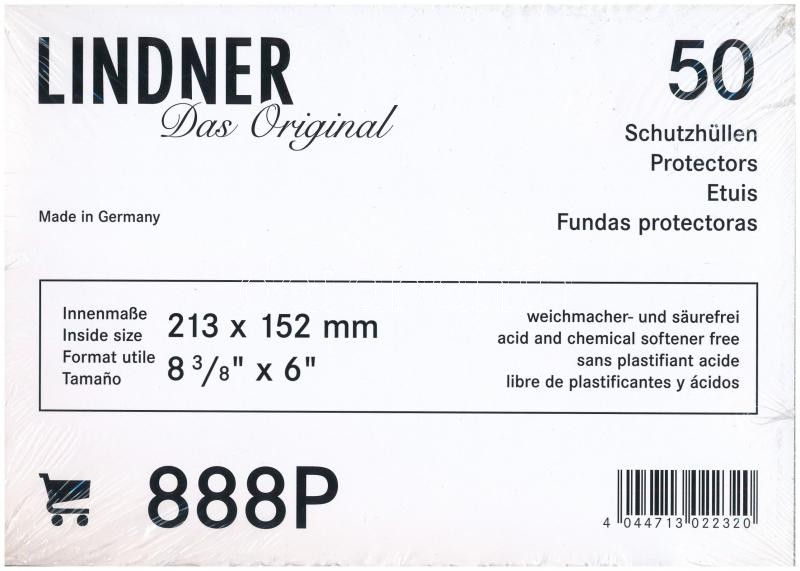 LINDNER
Das Original
50
Schutzhüllen
Protectors
Etuis
Fundas protectoras
Made in Germany
Innenmaße
Inside size
Format utile
Tamaño
213 x 152 mm
8 3/8" x 6"
weichmacher- und säurefrei
acid and chemical softener free
sans plastifiant acide
libre de plastificantes y ácidos
888P
4 044713 022320